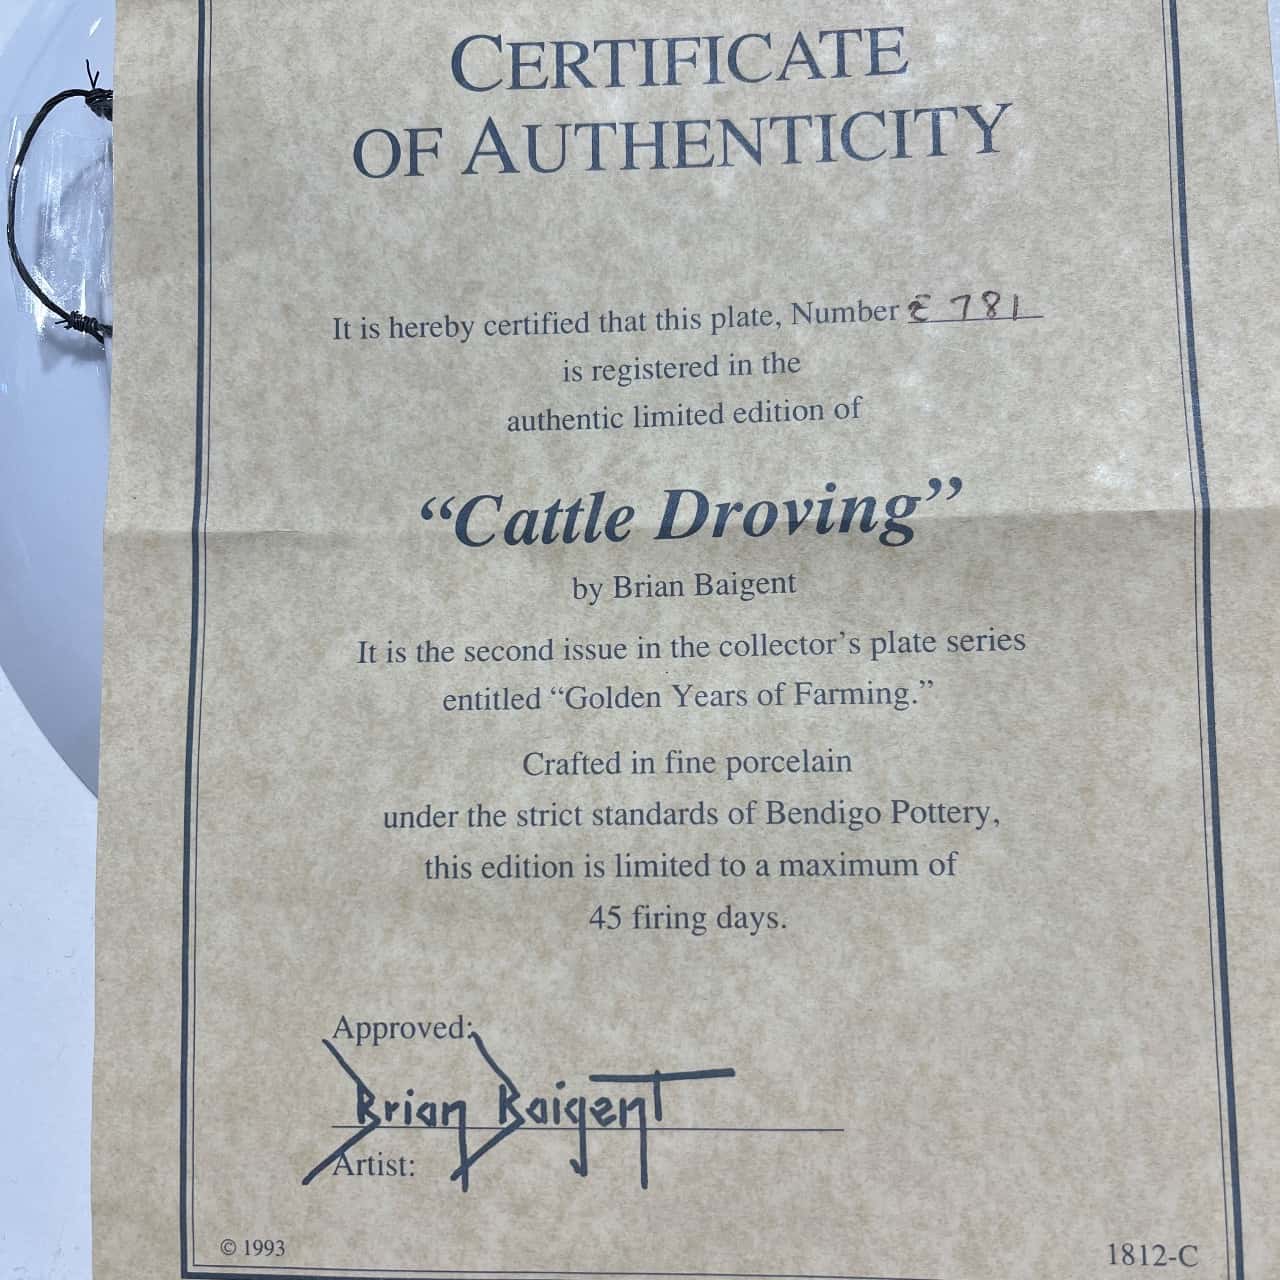 CERTIFICATE
OF AUTHENTICITY
It is hereby certified that this plate, Number E 781
is registered in the
authentic limited edition of
“Cattle Droving”
by Brian Baigent
It is the second issue in the collector’s plate series
entitled “Golden Years of Farming.”
Crafted in fine porcelain
under the strict standards of Bendigo Pottery,
this edition is limited to a maximum of
45 firing days.
Approved:
Brian Baigent
Artist:
© 1993
1812-C